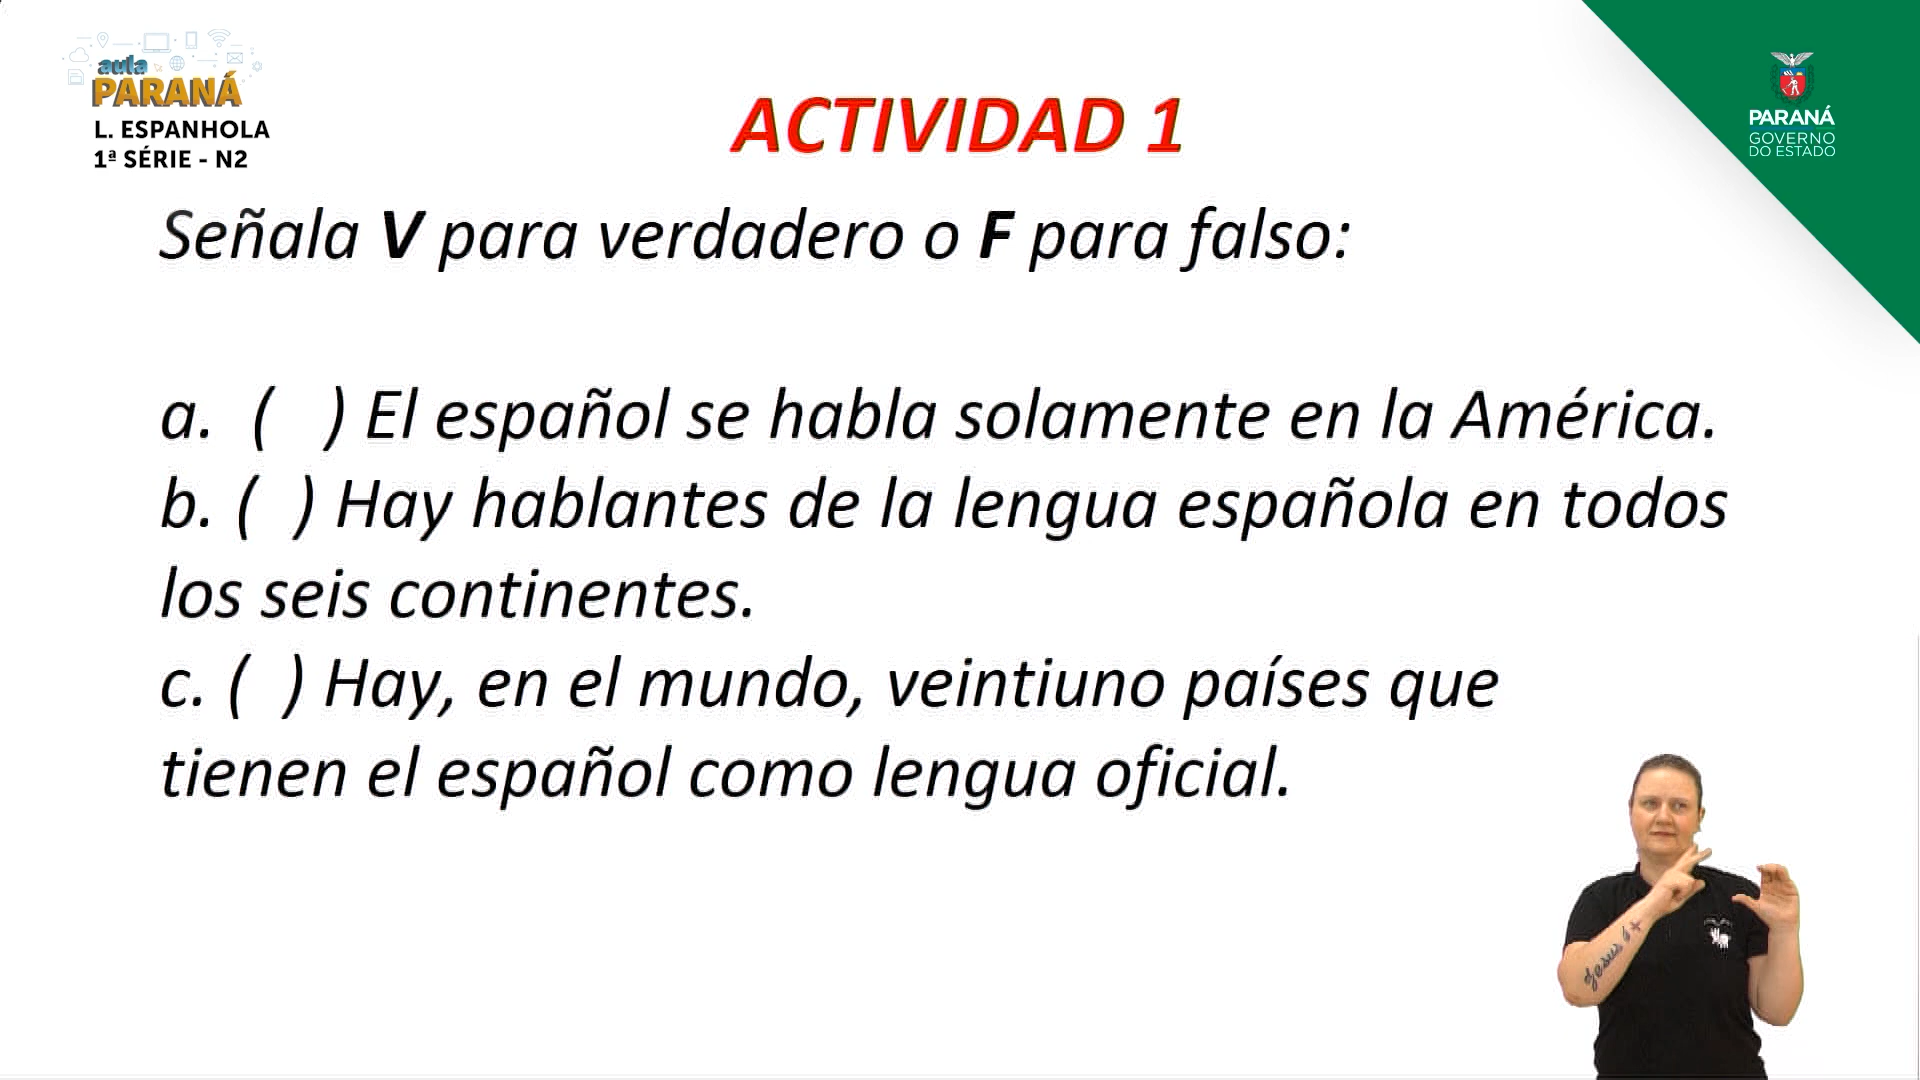 aula
PARANÁ
L. ESPANHOLA
1ª SÉRIE - N2
PARANÁ
GOVERNO
DO ESTADO
ACTIVIDAD 1
Señala V para verdadero o F para falso:
a. (   ) El español se habla solamente en la América.
b. (  ) Hay hablantes de la lengua española en todos
los seis continentes.
c. (  ) Hay, en el mundo, veintiuno países que
tienen el español como lengua oficial.
Jesus